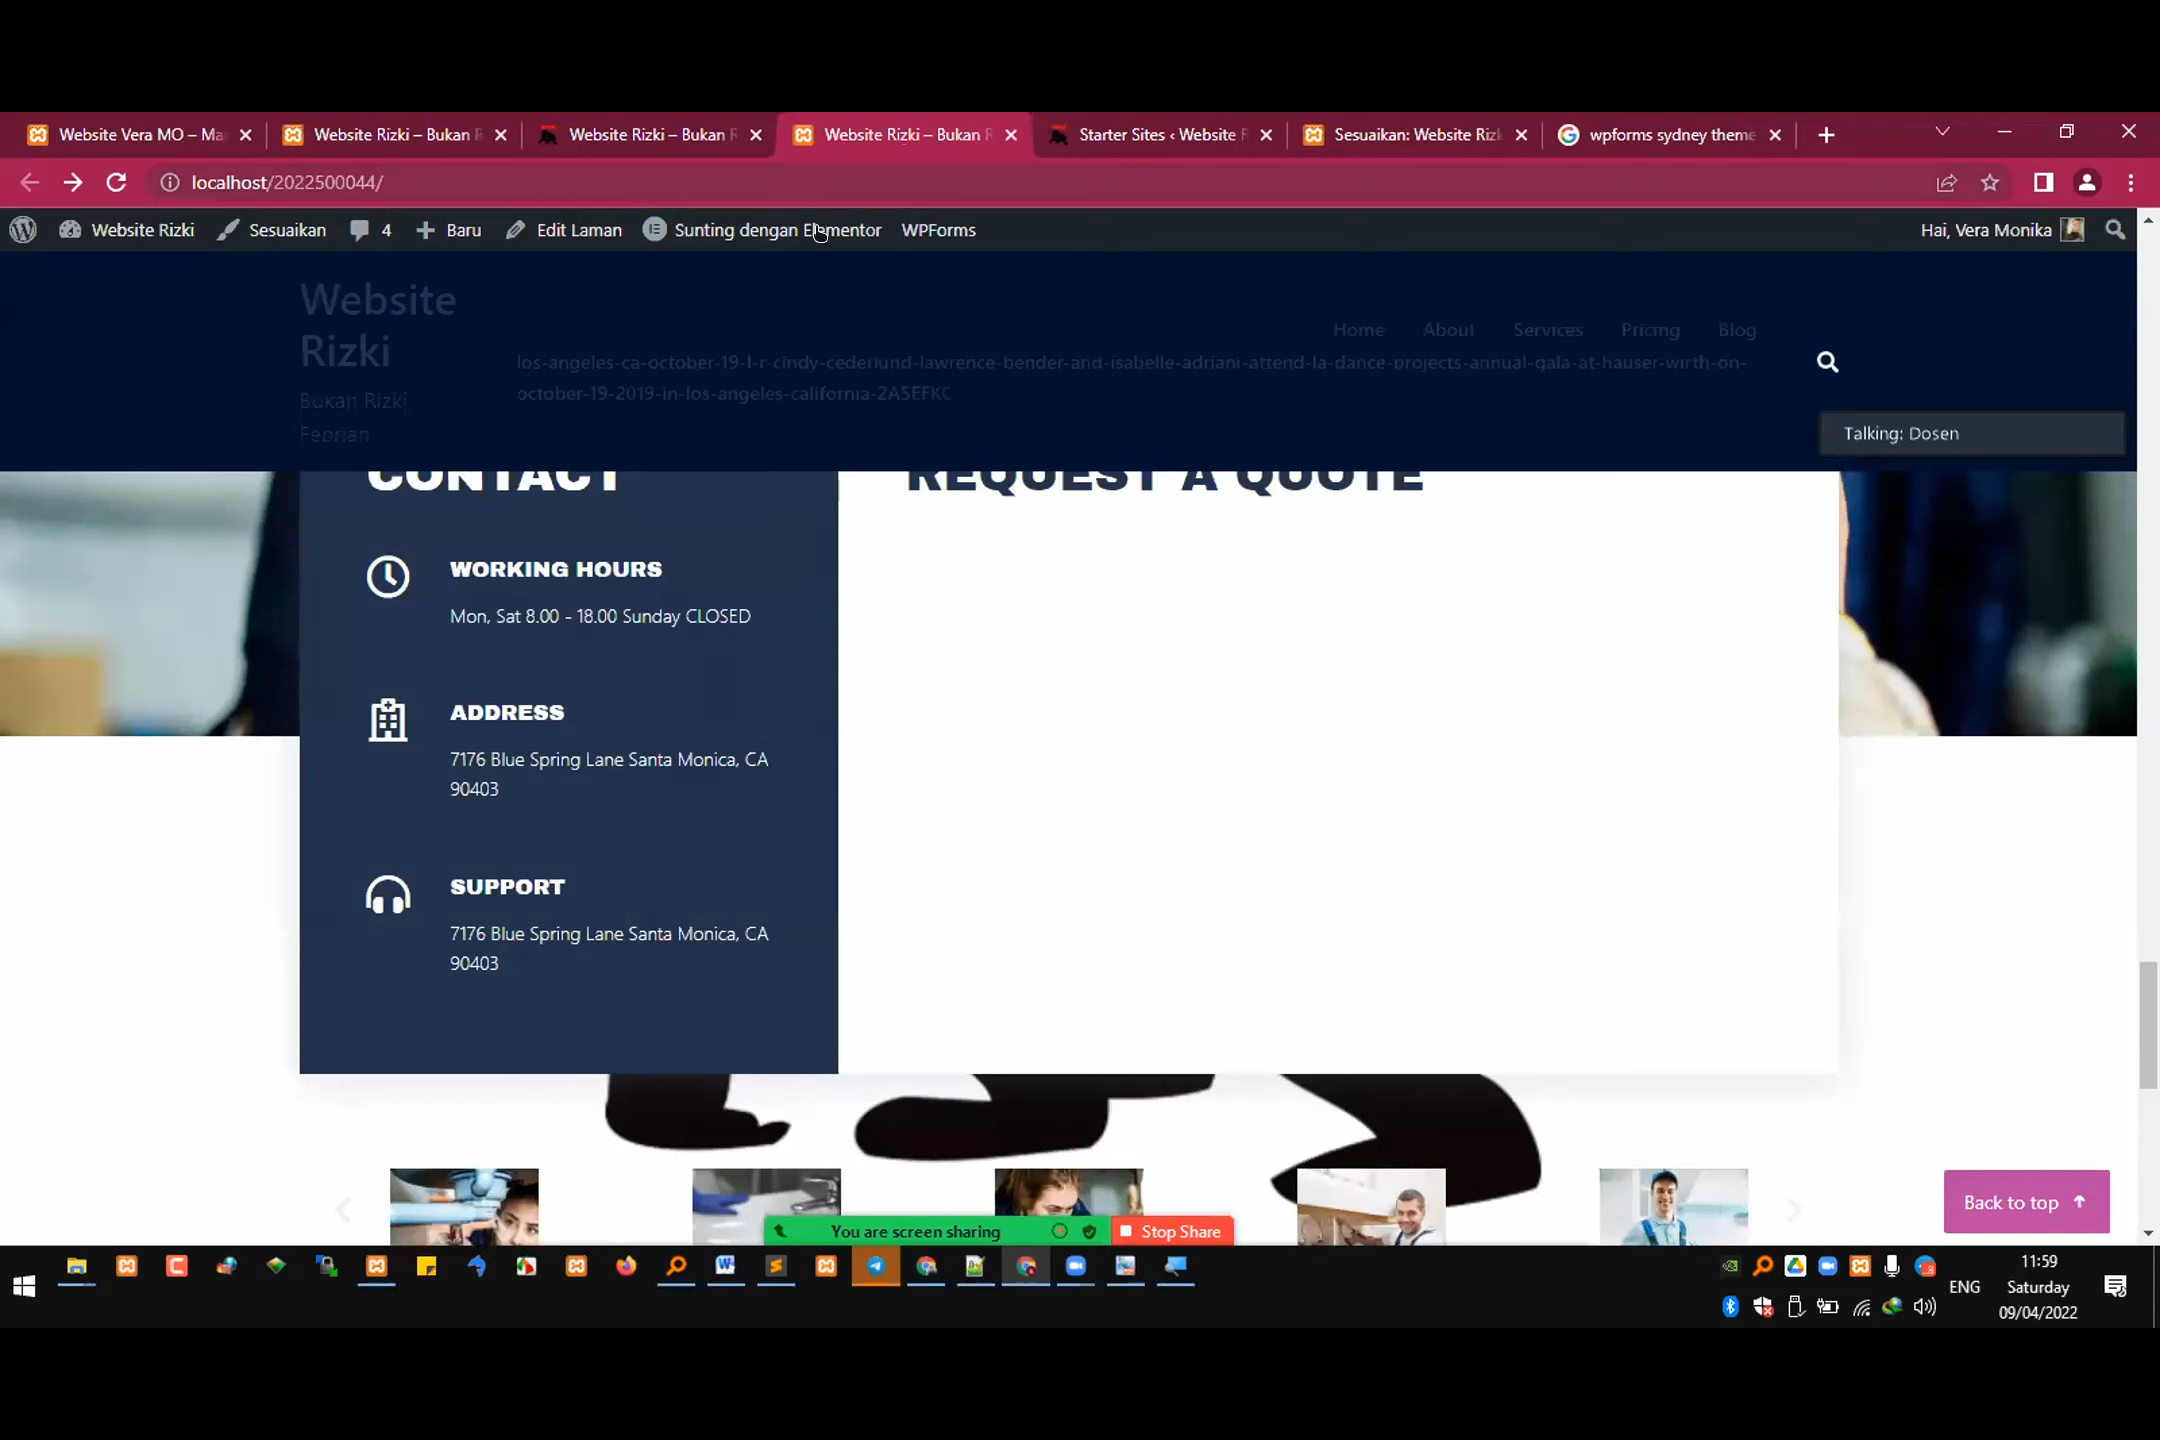 Website Vera MO – Ma
Website Rizki – Bukan R
Website Rizki – Bukan R
Website Rizki – Bukan R
Starter Sites ‹ Website R
Sesuaikan: Website Rizk
wpforms sydney theme
localhost/2022500044/
Website Rizki
Sesuaikan
4
Baru
Edit Laman
Sunting dengan Elementor
WPForms
Hai, Vera Monika
Website
Rizki
Bukan Rizki
Feprian
Home
About
Services
Pricing
Blog
los-angeles-ca-october-19-l-r-cindy-cederlund-lawrence-bender-and-isabelle-adriani-attend-la-dance-projects-annual-gala-at-hauser-wirth-on-
october-19-2019-in-los-angeles-california-2A5EFKC
Talking: Dosen
CONTACT
REQUEST A QUOTE
WORKING HOURS
Mon, Sat 8.00 - 18.00 Sunday CLOSED
ADDRESS
7176 Blue Spring Lane Santa Monica, CA
90403
SUPPORT
7176 Blue Spring Lane Santa Monica, CA
90403
Back to top
You are screen sharing
Stop Share
ENG
11:59
Saturday
09/04/2022